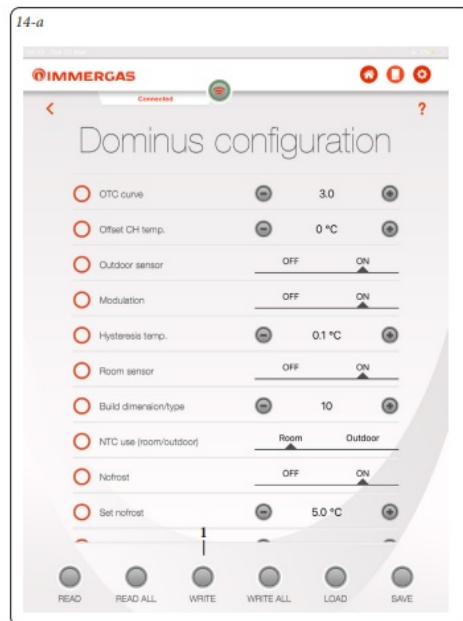 14-a
IMMERGAS
Connected
?
Dominus configuration
OTC curve 3.0
Offset CH temp. 0 °C
Outdoor sensor OFF ON
Modulation OFF ON
Hysteresis temp. 0.1 °C
Room sensor OFF ON
Build dimension/type 10
NTC use (room/outdoor) Room Outdoor
Nofrost OFF ON
Set nofrost 5.0 °C
1
READ READ ALL WRITE WRITE ALL LOAD SAVE